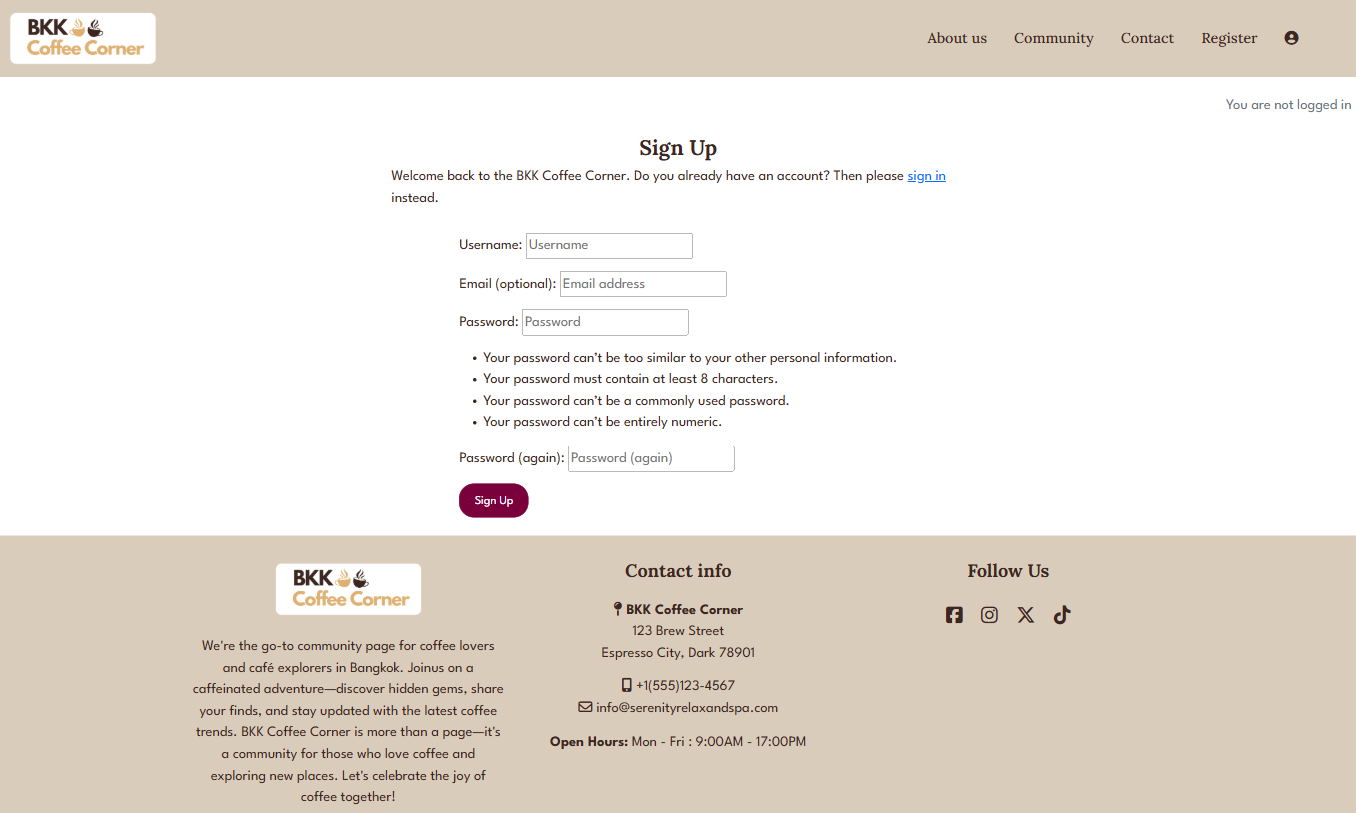 BKK
Coffee Corner
About us Community Contact Register
You are not logged in
Sign Up
Welcome back to the BKK Coffee Corner. Do you already have an account? Then please sign in
instead.
Username: Username
Email (optional): Email address
Password: Password
• Your password can't be too similar to your other personal information.
• Your password must contain at least 8 characters.
• Your password can't be a commonly used password.
• Your password can't be entirely numeric.
Password (again): Password (again)
Sign Up
BKK
Coffee Corner
We're the go-to community page for coffee lovers
and café explorers in Bangkok. Joinus on a
caffeinated adventure—discover hidden gems, share
your finds, and stay updated with the latest coffee
trends. BKK Coffee Corner is more than a page—it's
a community for those who love coffee and
exploring new places. Let's celebrate the joy of
coffee together!
Contact info
BKK Coffee Corner
123 Brew Street
Espresso City, Dark 78901
+1(555)123-4567
info@serenityrelaxandspa.com
Open Hours: Mon - Fri : 9:00AM - 17:00PM
Follow Us